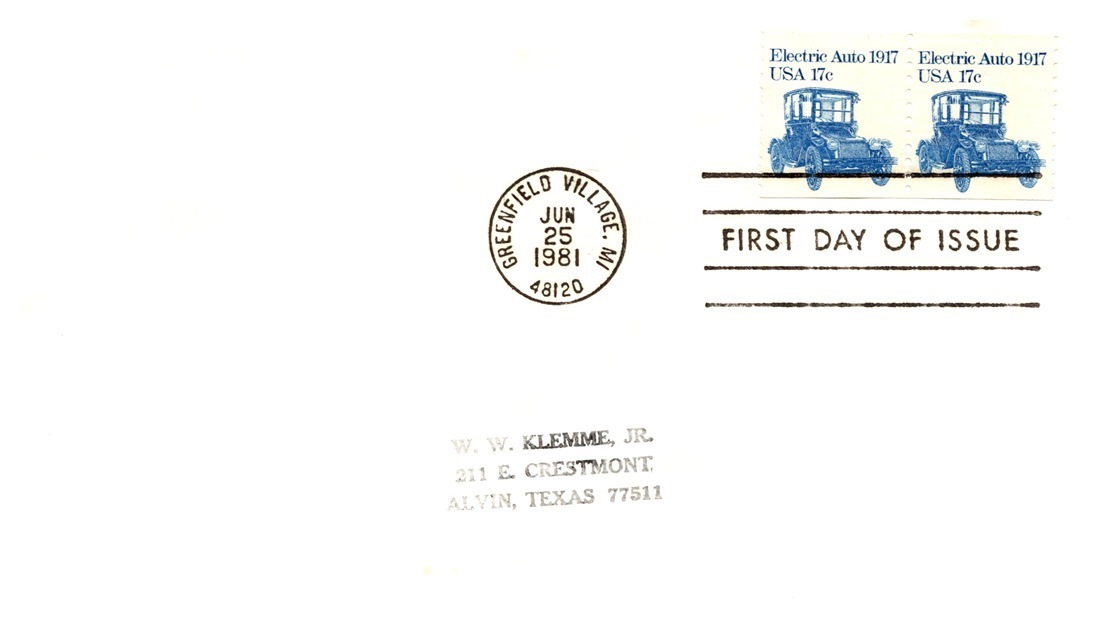 Electric Auto 1917
USA 17c
Electric Auto 1917
USA 17c
GREENFIELD VILLAGE, MI
JUN
25
1981
48120
FIRST DAY OF ISSUE
W. W. KLEMME, JR.
211 E. CRESTMONT
ALVIN, TEXAS 77511